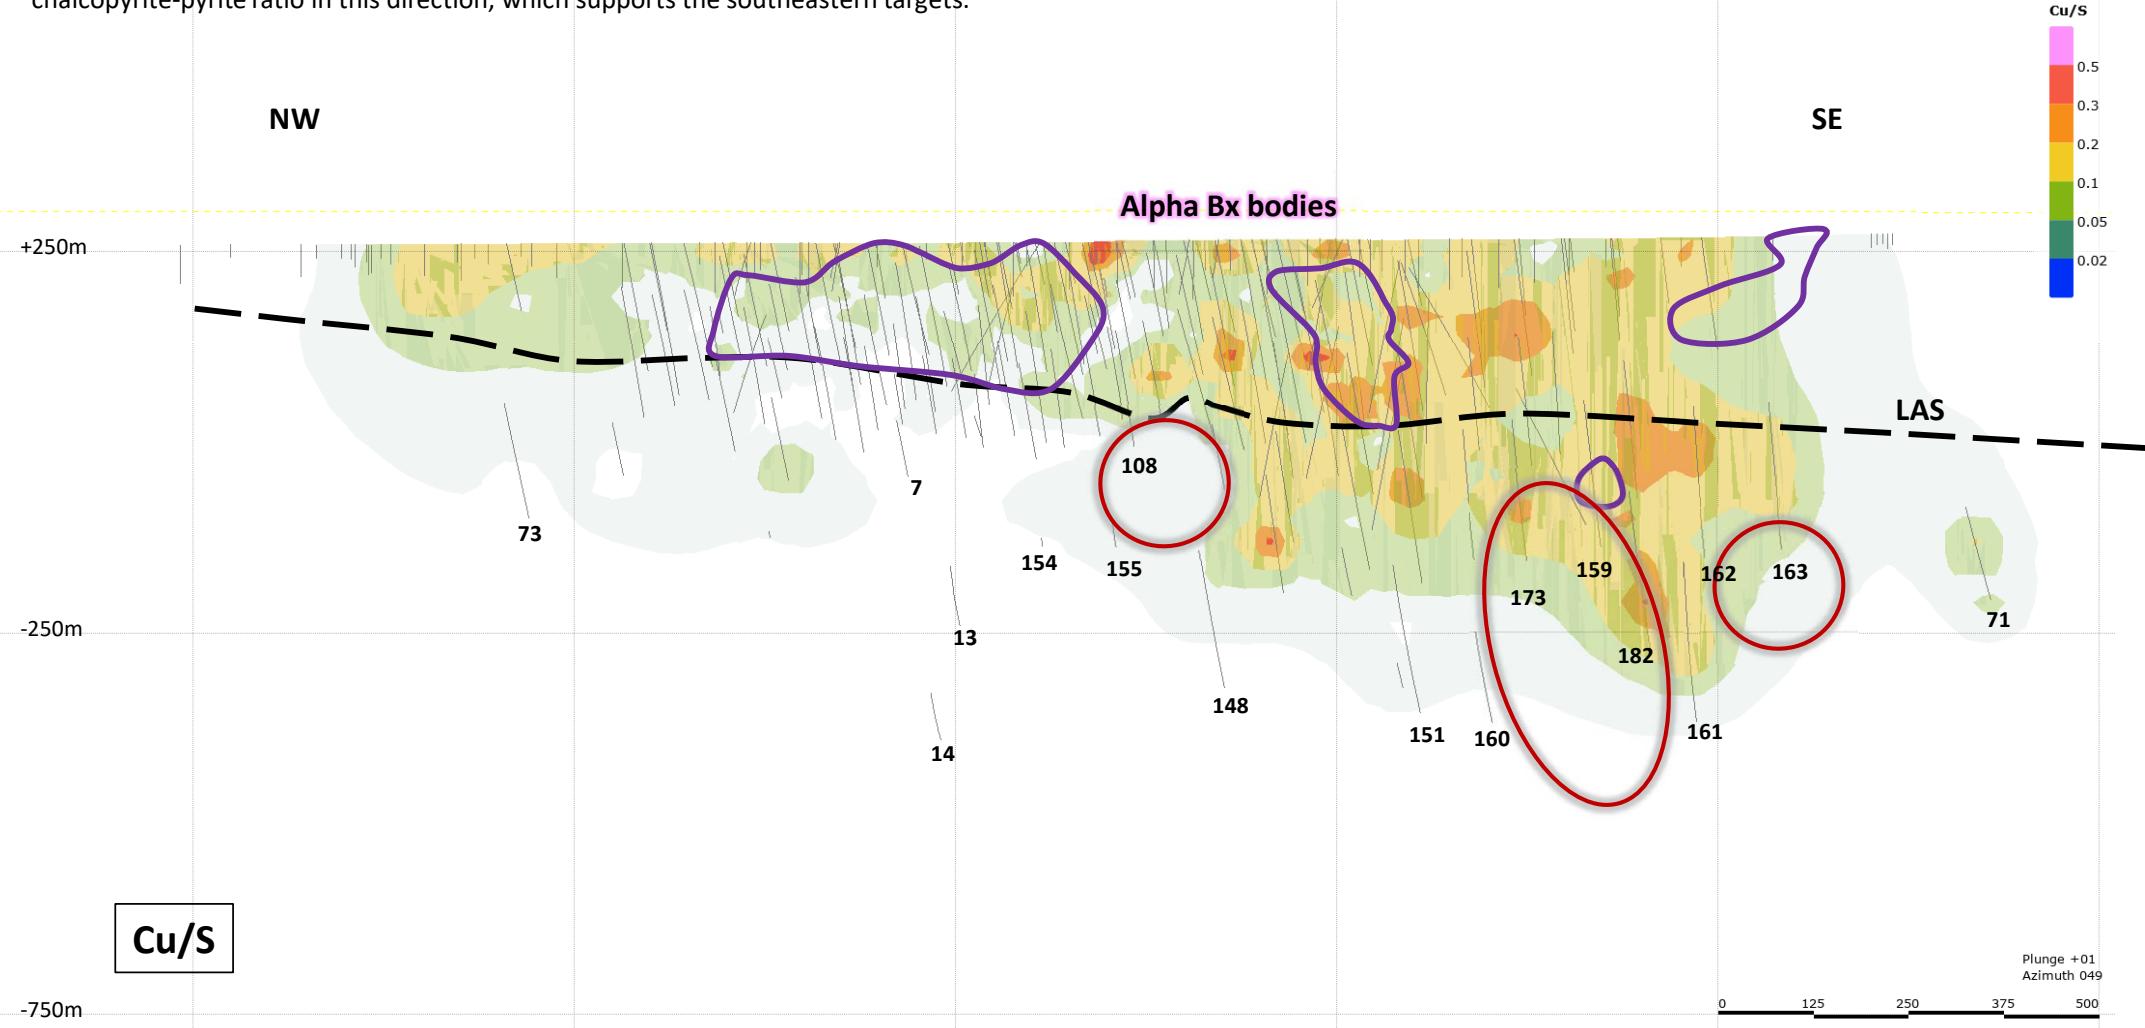 chalcopyrite-pyrite ratio in this direction, which supports the southeastern targets.
Cu/S
0.5
0.3
0.2
0.1
0.05
0.02
NW
SE
Alpha Bx bodies
+250m
LAS
108
7
73
154
155
159
162
163
173
71
13
-250m
182
148
151
160
161
14
Cu/S
Plunge +01
Azimuth 049
0 125 250 375 500
-750m